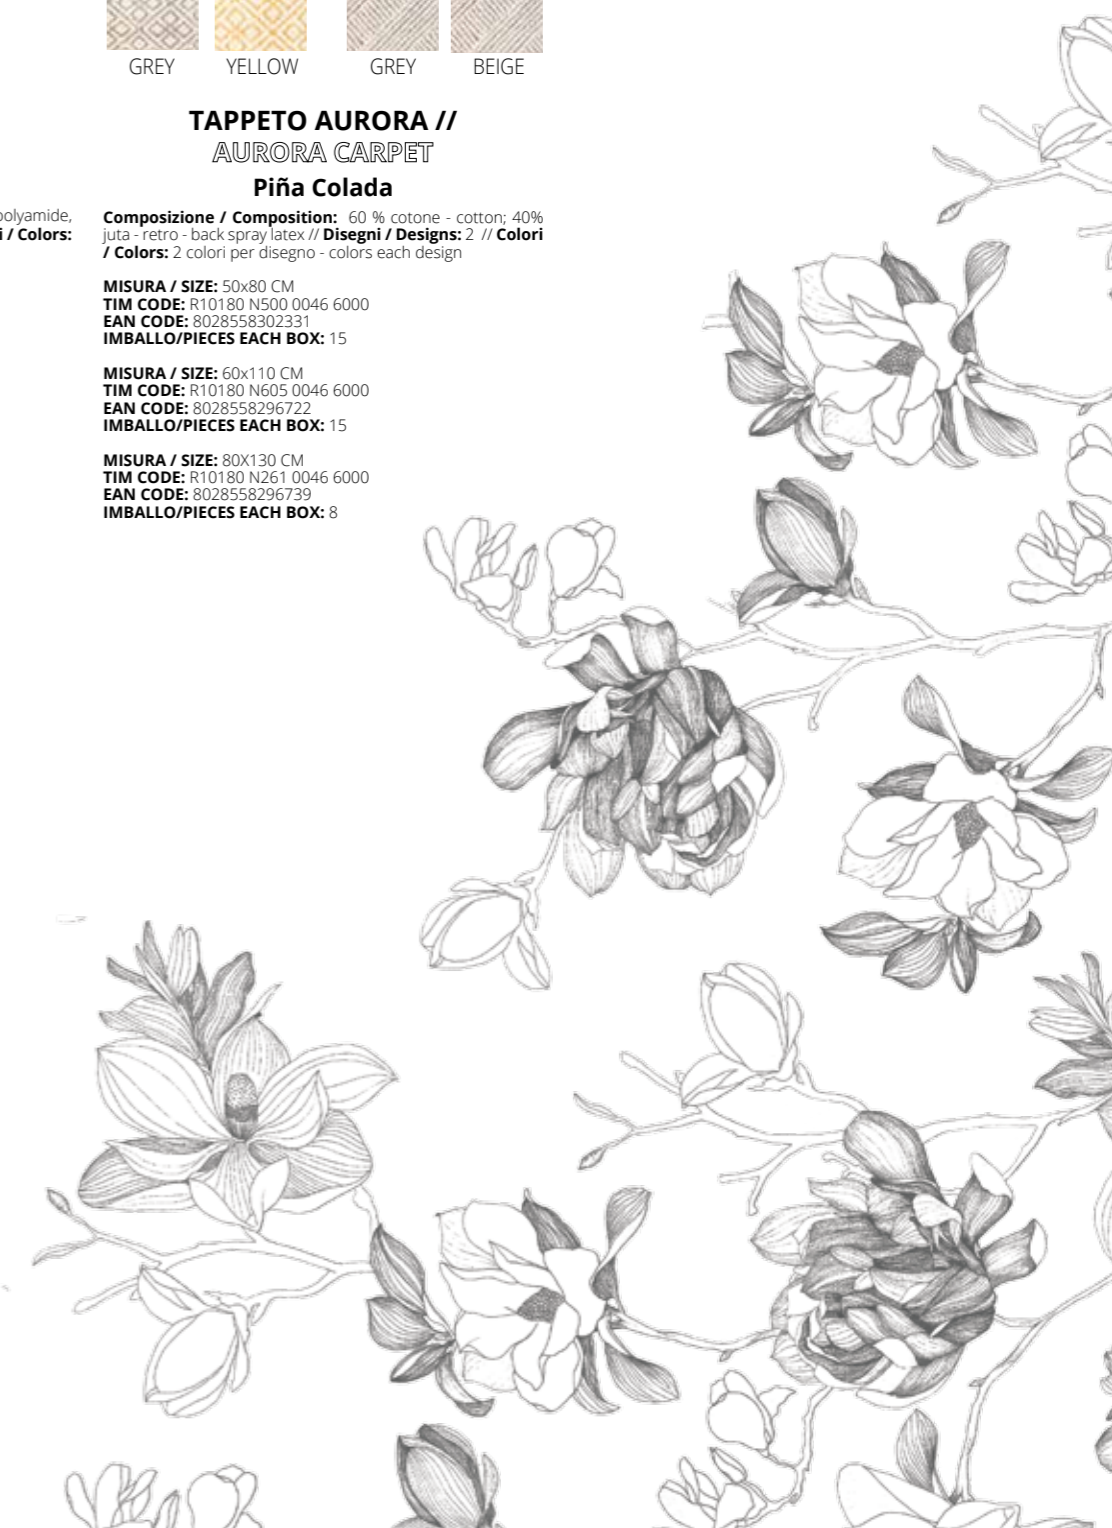 GREY YELLOW GREY BEIGE
TAPPETO AURORA //
AURORA CARPET
Piña Colada
polyamide,
i / Colors:
Composizione / Composition: 60 % cotone - cotton; 40%
juta - retro - back spray latex // Disegni / Designs: 2 // Colori
/ Colors: 2 colori per disegno - colors each design
MISURA / SIZE: 50x80 CM
TIM CODE: R10180 N500 0046 6000
EAN CODE: 8028558302331
IMBALLO/PIECES EACH BOX: 15
MISURA / SIZE: 60x110 CM
TIM CODE: R10180 N605 0046 6000
EAN CODE: 8028558296722
IMBALLO/PIECES EACH BOX: 15
MISURA / SIZE: 80X130 CM
TIM CODE: R10180 N261 0046 6000
EAN CODE: 8028558296739
IMBALLO/PIECES EACH BOX: 8